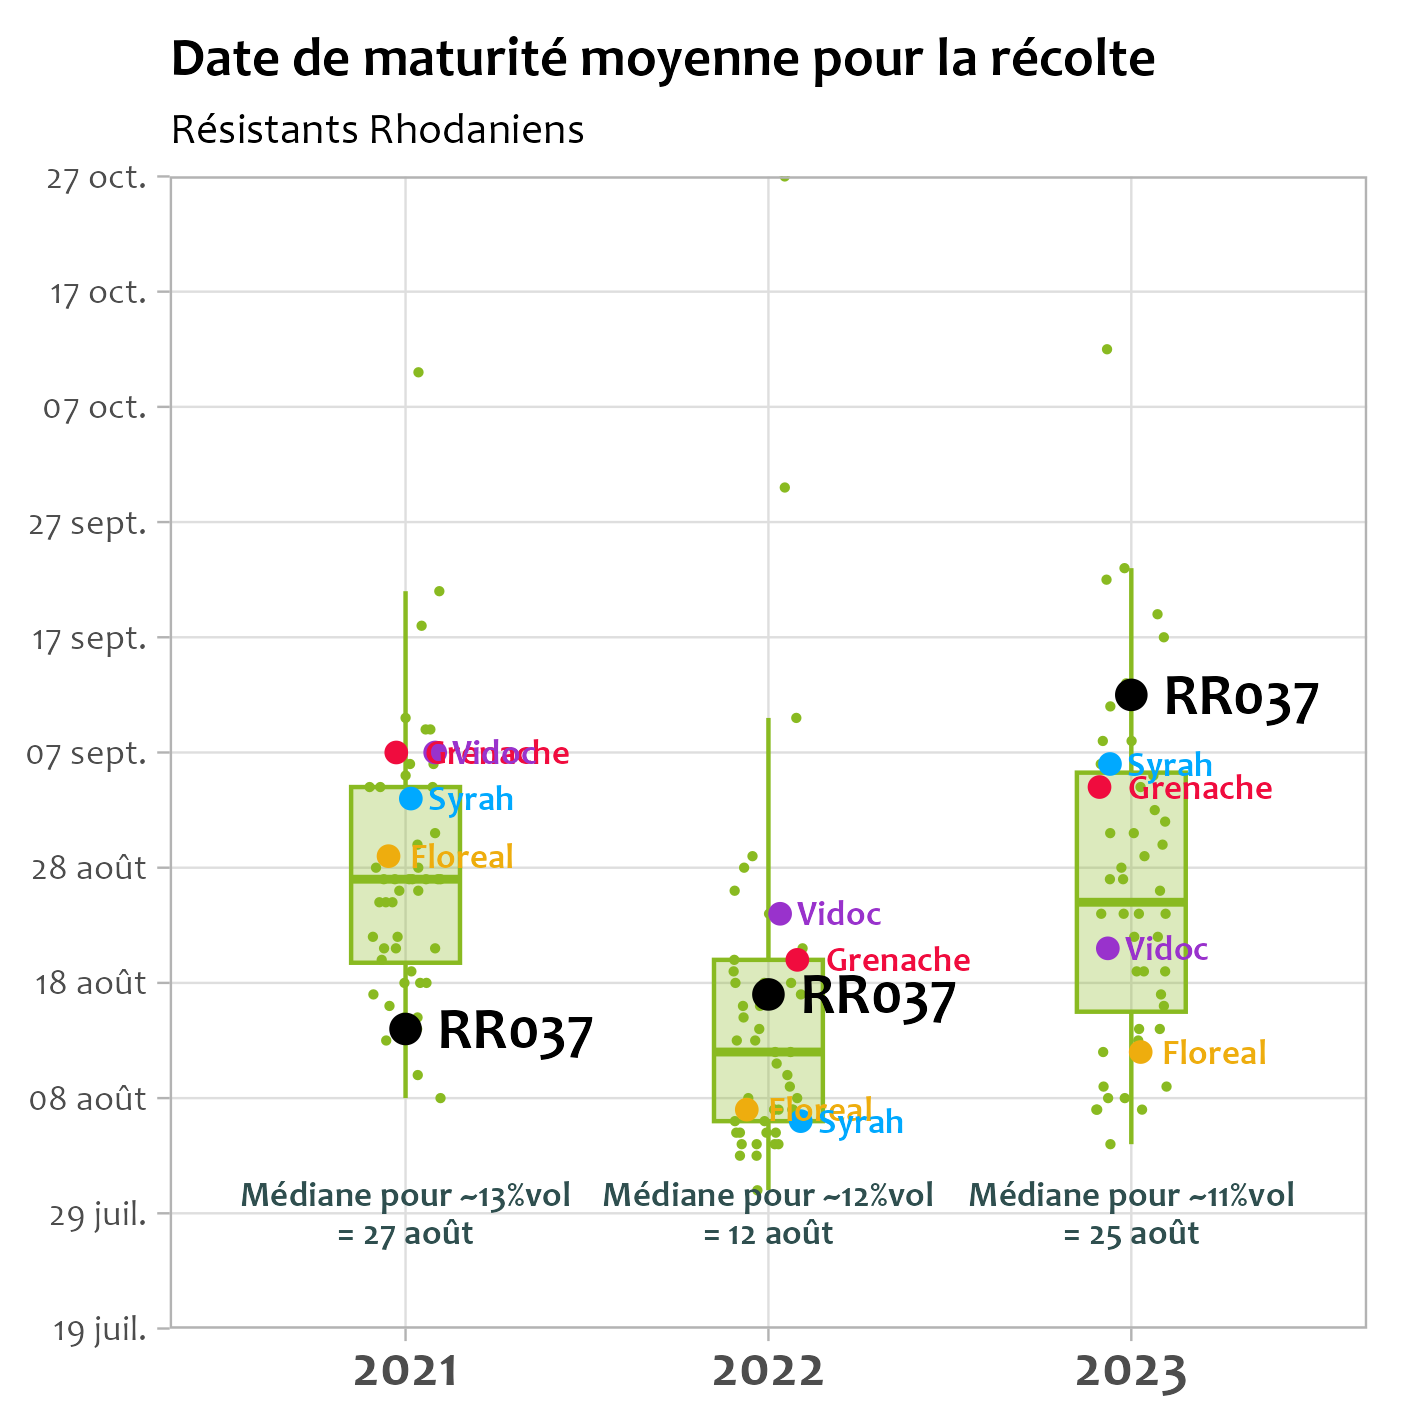 Date de maturité moyenne pour la récolte
Résistants Rhodaniens
27 oct.
17 oct.
07 oct.
27 sept.
17 sept.
07 sept.
28 août
18 août
08 août
29 juil.
19 juil.
Grenache
Vidoc
Syrah
Floreal
RR037
Médiane pour ~13%vol
= 27 août
Vidoc
Grenache
RR037
Floreal
Syrah
Médiane pour ~12%vol
= 12 août
RR037
Syrah
Grenache
Vidoc
Floreal
Médiane pour ~11%vol
= 25 août
2021
2022
2023